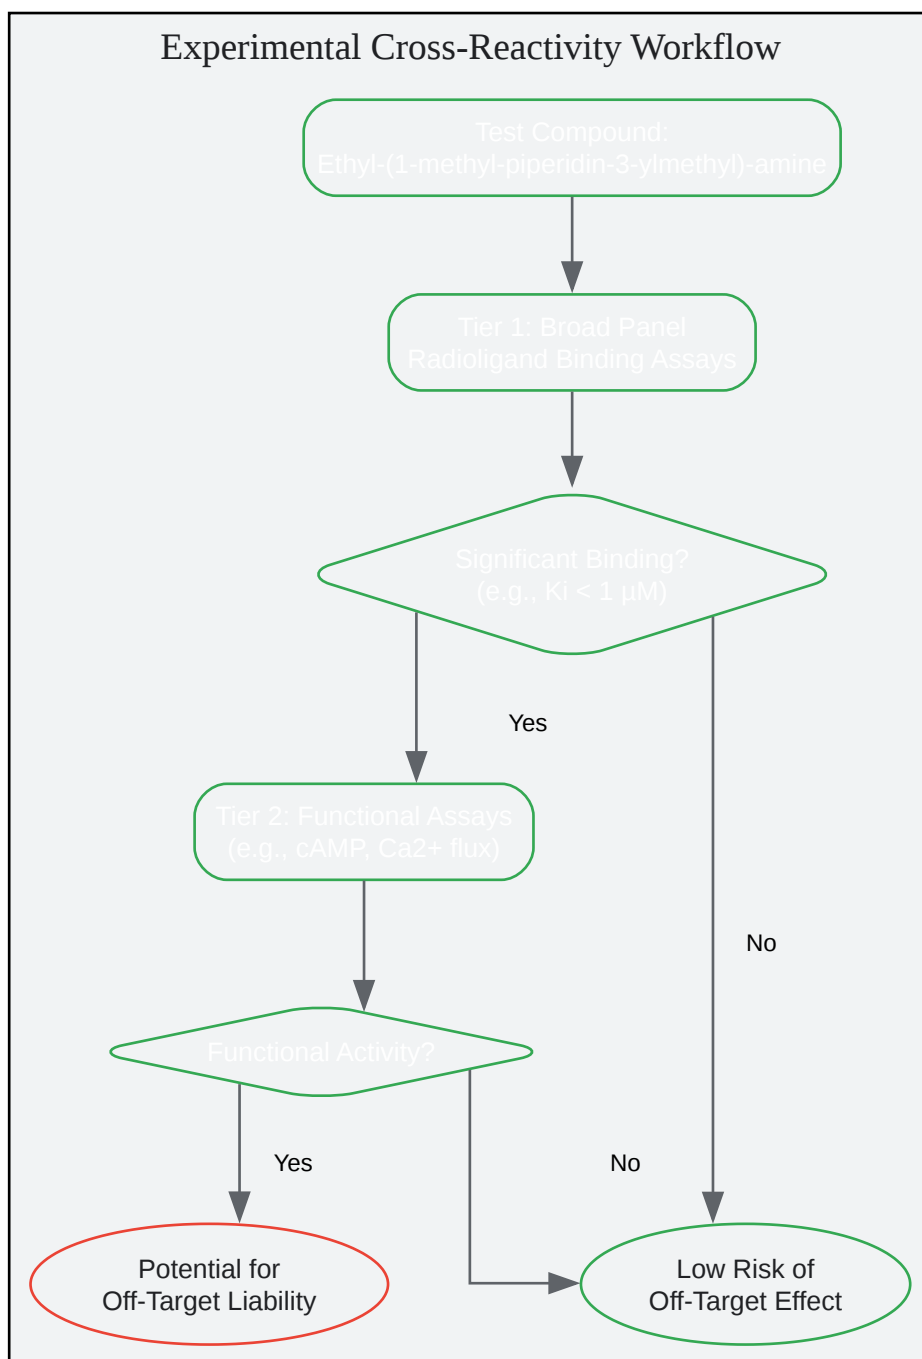 Experimental Cross-Reactivity Workflow
Test Compound:
Ethyl-(1-methyl-piperidin-3-ylmethyl)-amine
Tier 1: Broad Panel
Radioligand Binding Assays
Significant Binding?
(e.g., Ki < 1 µM)
Yes
Tier 2: Functional Assays
(e.g., cAMP, Ca2+ flux)
No
Functional Activity?
Yes
No
Potential for
Off-Target Liability
Low Risk of
Off-Target Effect